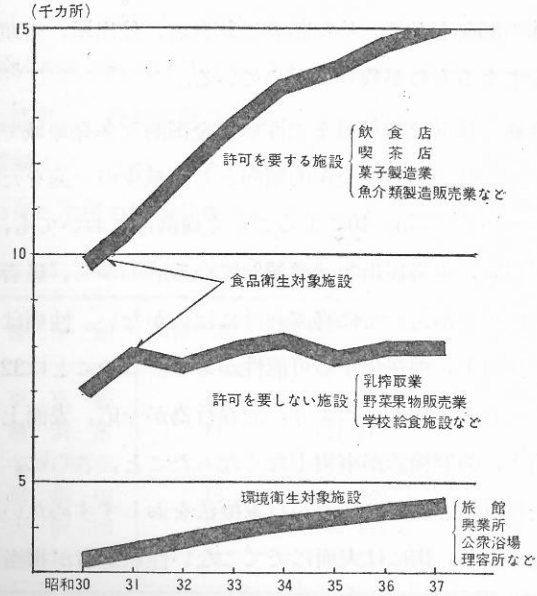 (千カ所)
15
許可を要する施設
飲食店
喫茶店
菓子製造業
魚介類製造販売業など
10
食品衛生対象施設
許可を要しない施設
乳搾取業
野菜果物販売業
学校給食施設など
5
環境衛生対象施設
旅館
興業所
公衆浴場
理容所など
昭和30 31 32 33 34 35 36 37